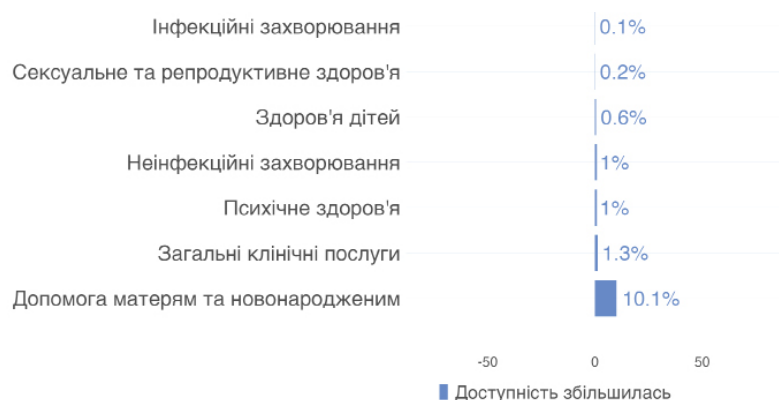 Інфекційні захворювання 0.1%
Сексуальне та репродуктивне здоров'я 0.2%
Здоров'я дітей 0.6%
Неінфекційні захворювання 1%
Психічне здоров'я 1%
Загальні клінічні послуги 1.3%
Допомога матерям та новонародженим 10.1%
-50 0 50
Доступність збільшилась